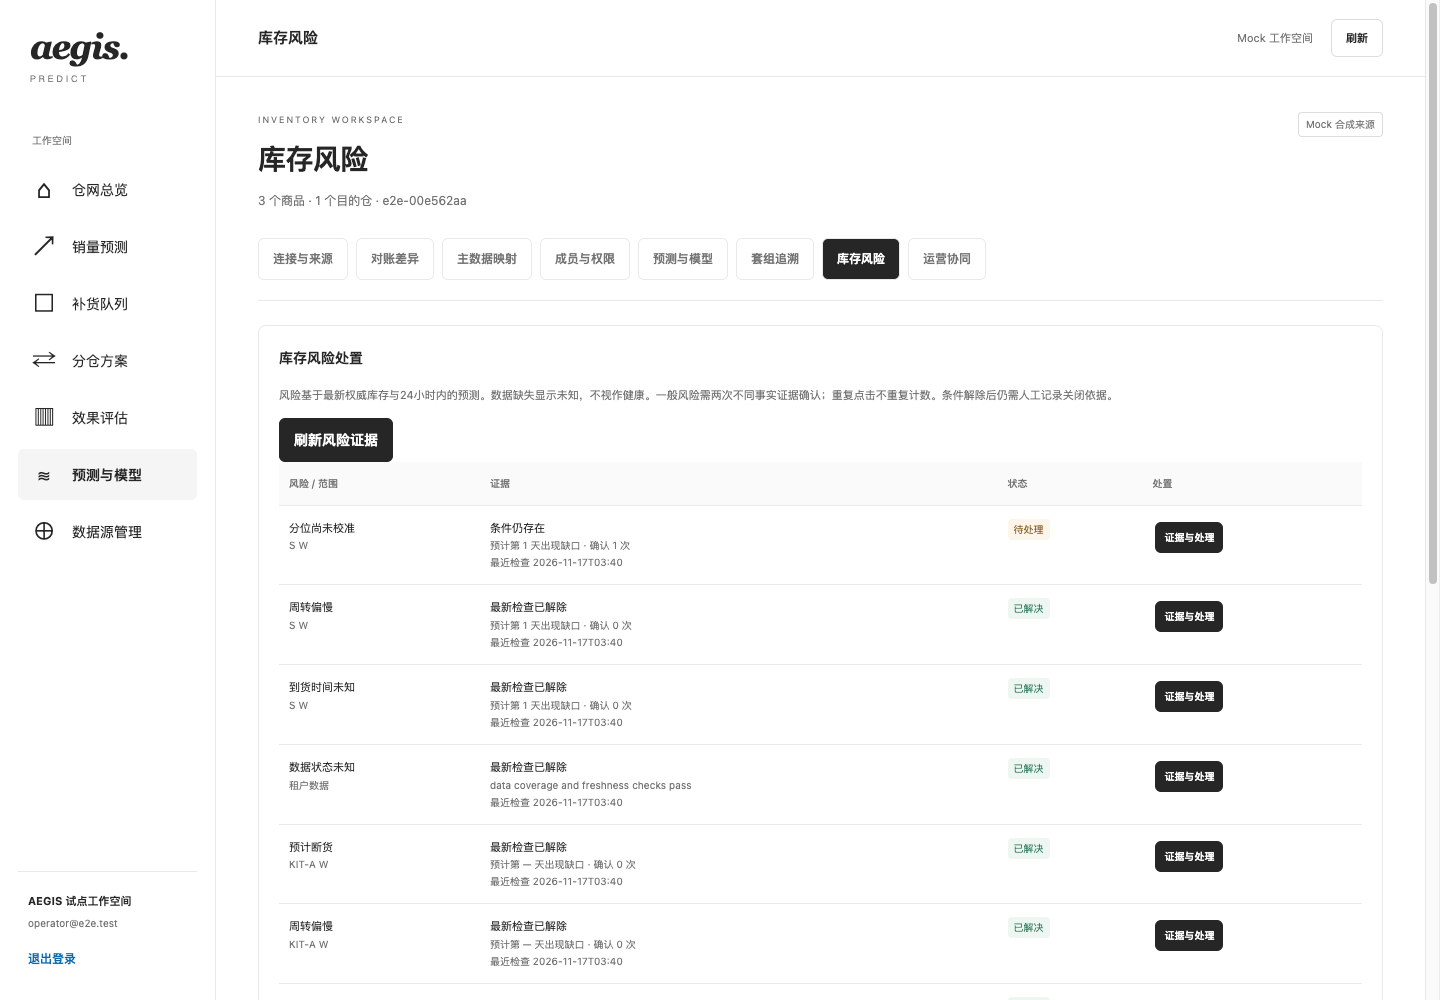 aegis.
PREDICT
工作空间
仓网总览
销量预测
补货队列
分仓方案
效果评估
预测与模型
数据源管理
AEGIS 试点工作空间
operator@e2e.test
退出登录
库存风险
Mock 工作空间
刷新
INVENTORY WORKSPACE
Mock 合成来源
库存风险
3 个商品 · 1 个目的仓 · e2e-00e562aa
连接与来源
对账差异
主数据映射
成员与权限
预测与模型
套组追溯
库存风险
运营协同
库存风险处置
风险基于最新权威库存与24小时内的预测。数据缺失显示未知，不视作健康。一般风险需两次不同事实证据确认；重复点击不重复计数。条件解除后仍需人工记录关闭依据。
刷新风险证据
风险 / 范围 证据 状态 处置
分位尚未校准
S W
条件仍存在
预计第 1 天出现缺口 · 确认 1 次
最近检查 2026-11-17T03:40
待处理
证据与处理
周转偏慢
S W
最新检查已解除
预计第 1 天出现缺口 · 确认 0 次
最近检查 2026-11-17T03:40
已解决
证据与处理
到货时间未知
S W
最新检查已解除
预计第 1 天出现缺口 · 确认 0 次
最近检查 2026-11-17T03:40
已解决
证据与处理
数据状态未知
租户数据
最新检查已解除
data coverage and freshness checks pass
最近检查 2026-11-17T03:40
已解决
证据与处理
预计断货
KIT-A W
最新检查已解除
预计第 — 天出现缺口 · 确认 0 次
最近检查 2026-11-17T03:40
已解决
证据与处理
周转偏慢
KIT-A W
最新检查已解除
预计第 — 天出现缺口 · 确认 0 次
最近检查 2026-11-17T03:40
已解决
证据与处理